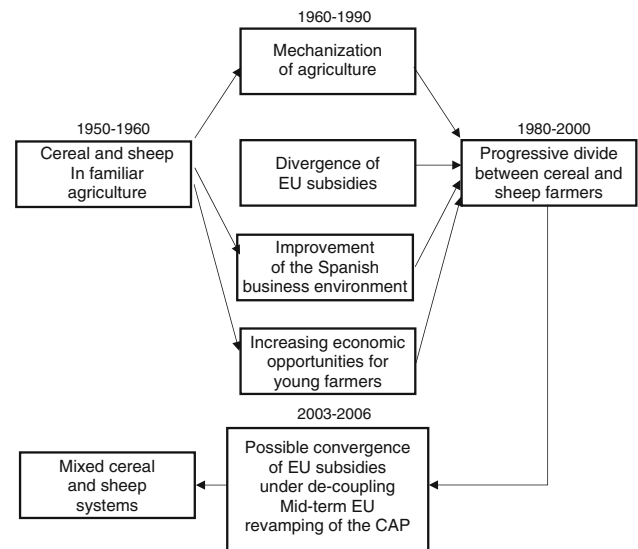 1960-1990
Mechanization
of agriculture
1950-1960
Cereal and sheep
In familiar
agriculture
Divergence of
EU subsidies
1980-2000
Progressive divide
between cereal and
sheep farmers
Improvement
of the Spanish
business environment
Increasing economic
opportunities for
young farmers
2003-2006
Possible convergence
of EU subsidies
under de-coupling
Mid-term EU
revamping of the CAP
Mixed cereal
and sheep
systems